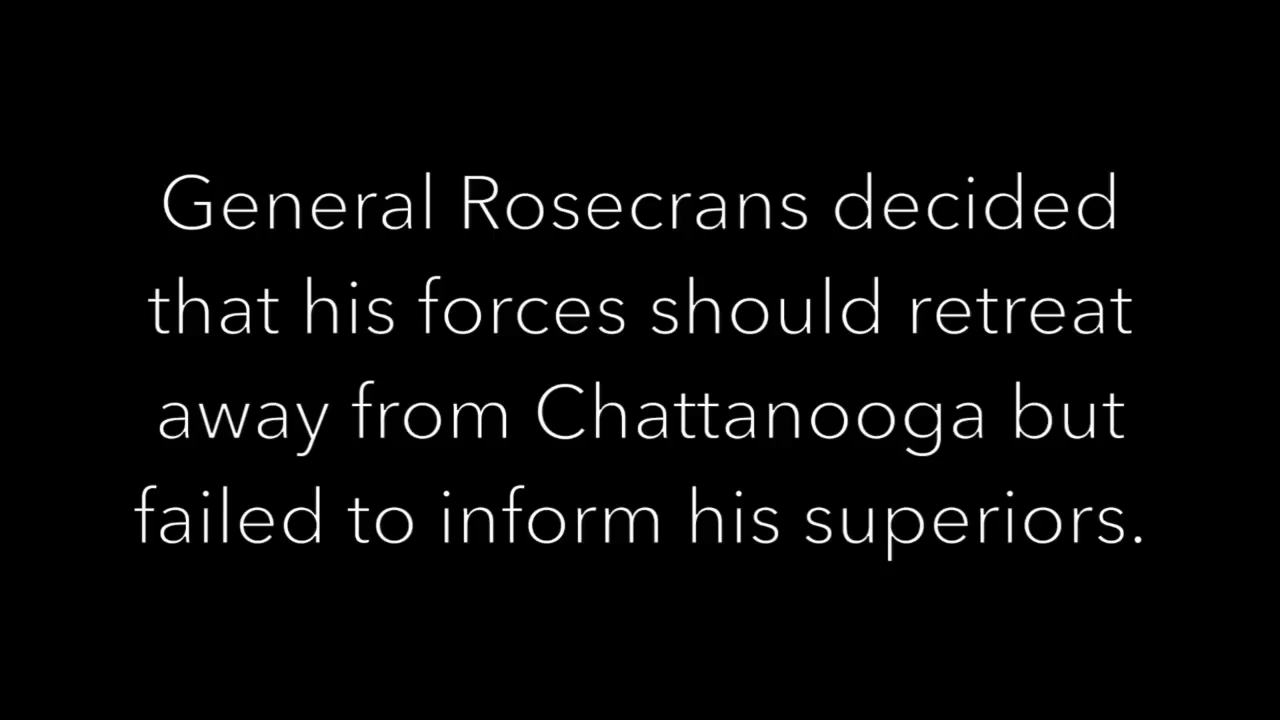 General Rosecrans decided
that his forces should retreat
away from Chattanooga but
failed to inform his superiors.